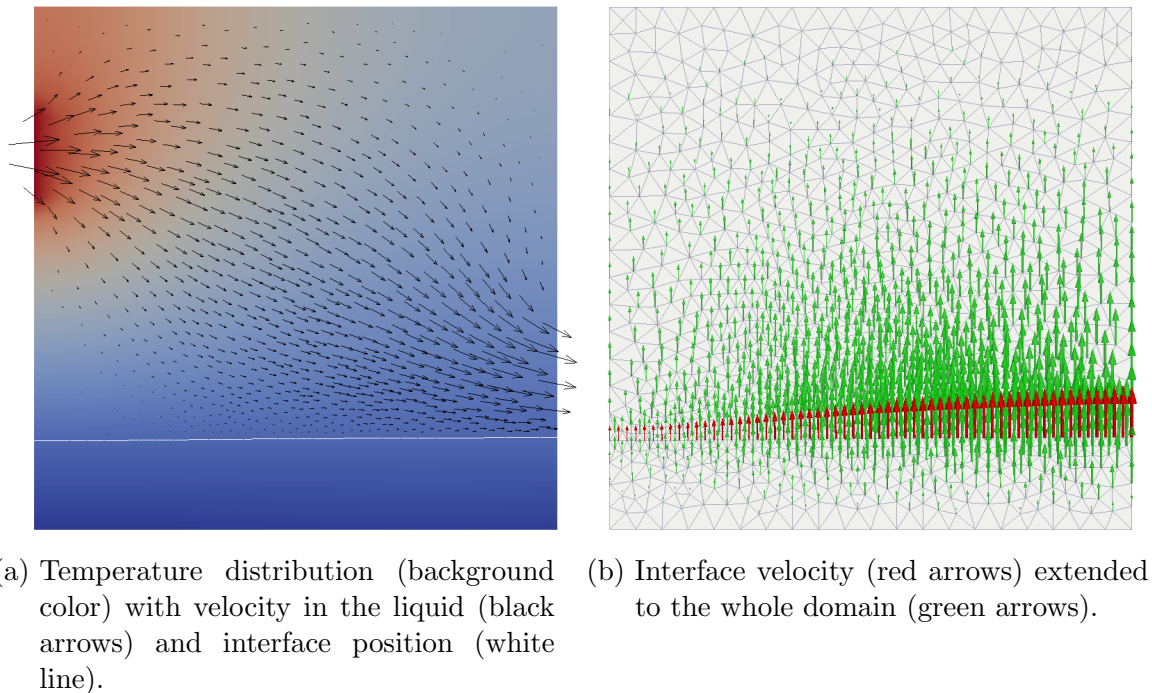 a) Temperature distribution (background
color) with velocity in the liquid (black
arrows) and interface position (white
line).
(b) Interface velocity (red arrows) extended
to the whole domain (green arrows).